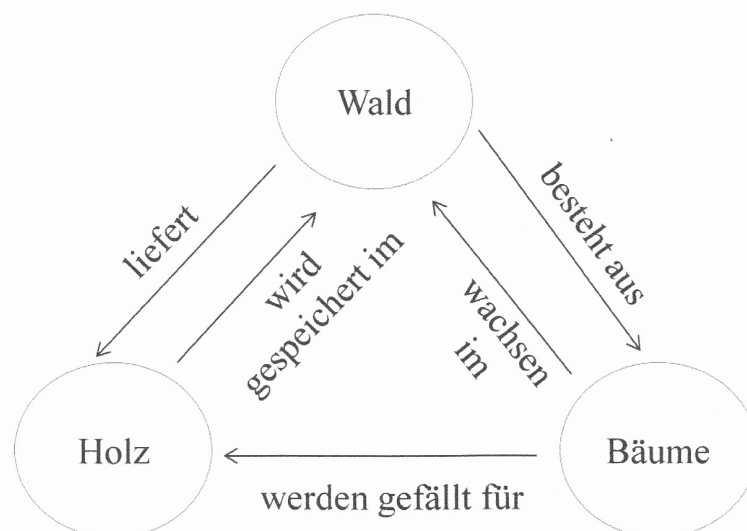 Wald
liefert
wird
gespeichert im
wachsen
im
besteht aus
Holz
Bäume
werden gefällt für